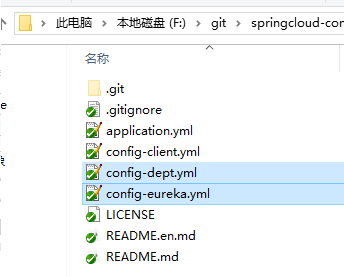 此电脑 › 本地磁盘 (F:) › git › springcloud-con
名称
.git
.gitignore
application.yml
config-client.yml
config-dept.yml
config-eureka.yml
LICENSE
README.en.md
README.md